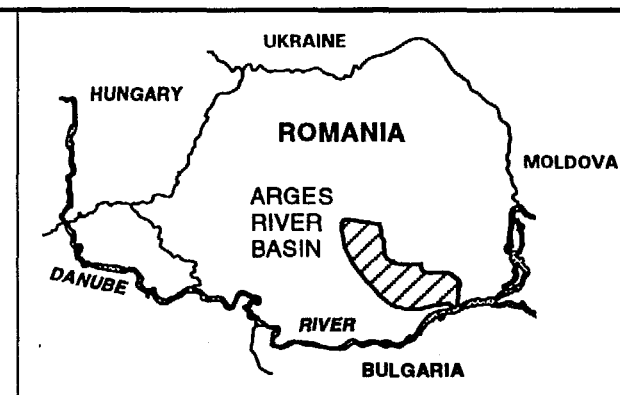 UKRAINE
HUNGARY
ROMANIA
MOLDOVA
ARGES
RIVER
BASIN
DANUBE
RIVER
BULGARIA